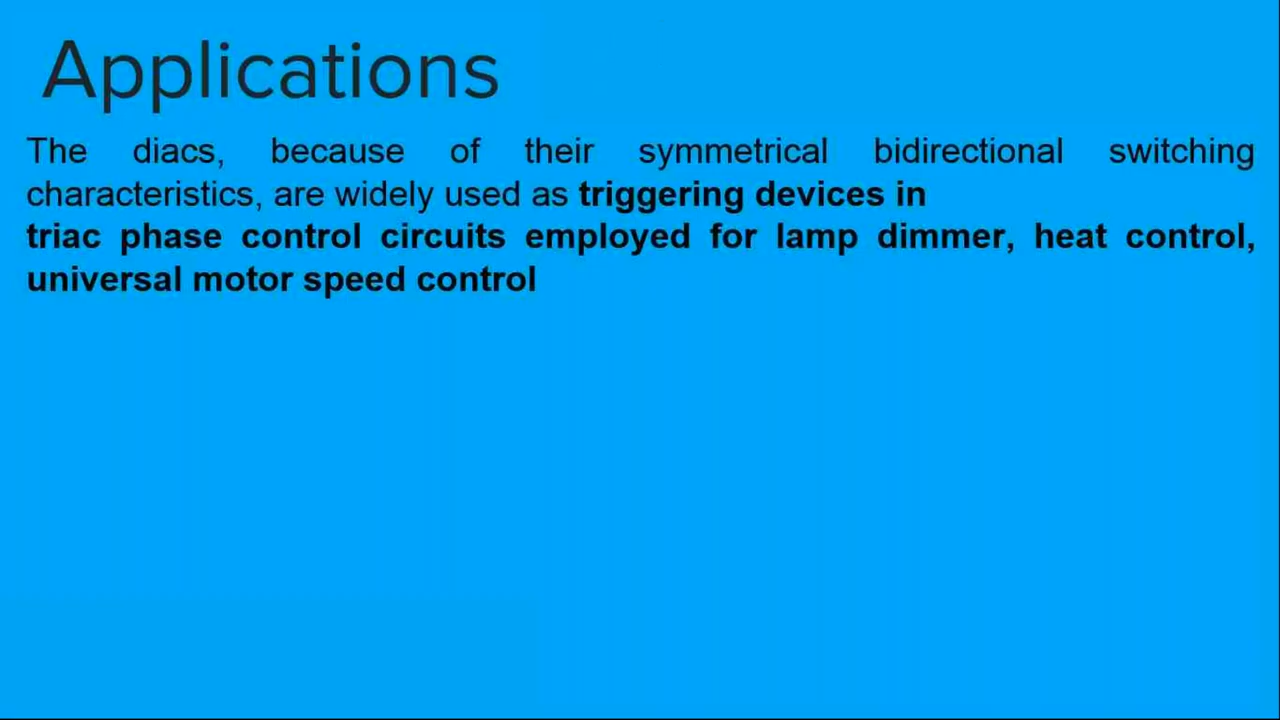 Applications
The diacs, because of their symmetrical bidirectional switching
characteristics, are widely used as triggering devices in
triac phase control circuits employed for lamp dimmer, heat control,
universal motor speed control